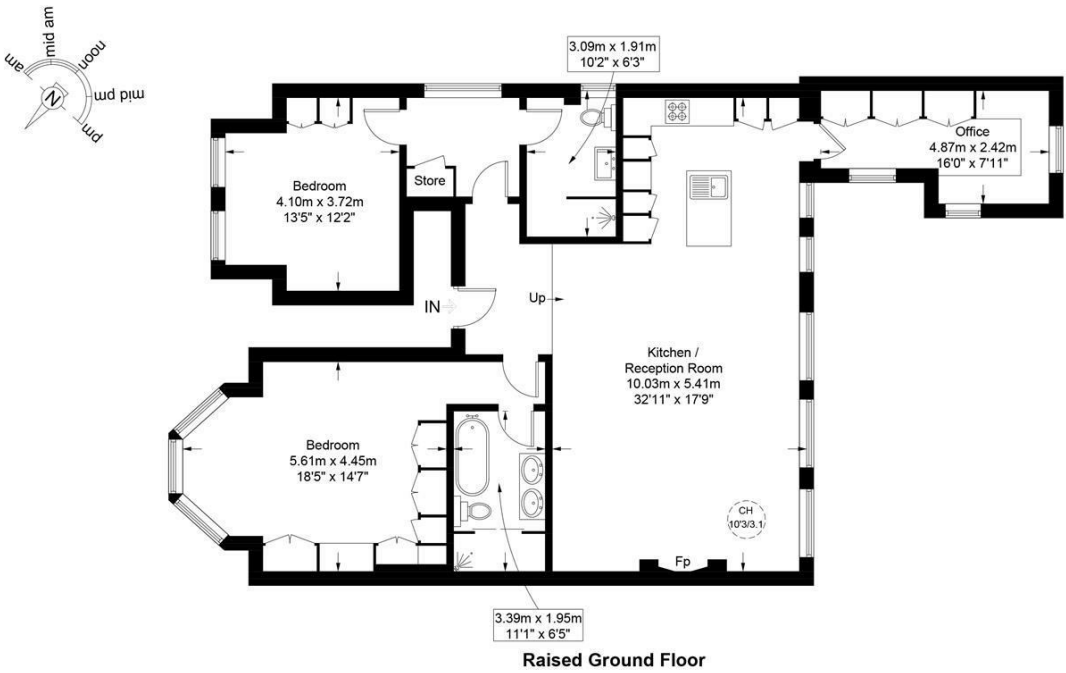 am
mid am
noon
mid pm
pm
N
3.09m x 1.91m
10'2" x 6'3"
Office
4.87m x 2.42m
16'0" x 7'11"
Bedroom
4.10m x 3.72m
13'5" x 12'2"
Store
IN
Up
Kitchen /
Reception Room
10.03m x 5.41m
32'11" x 17'9"
Bedroom
5.61m x 4.45m
18'5" x 14'7"
CH
10'3/3.1
Fp
3.39m x 1.95m
11'1" x 6'5"
Raised Ground Floor